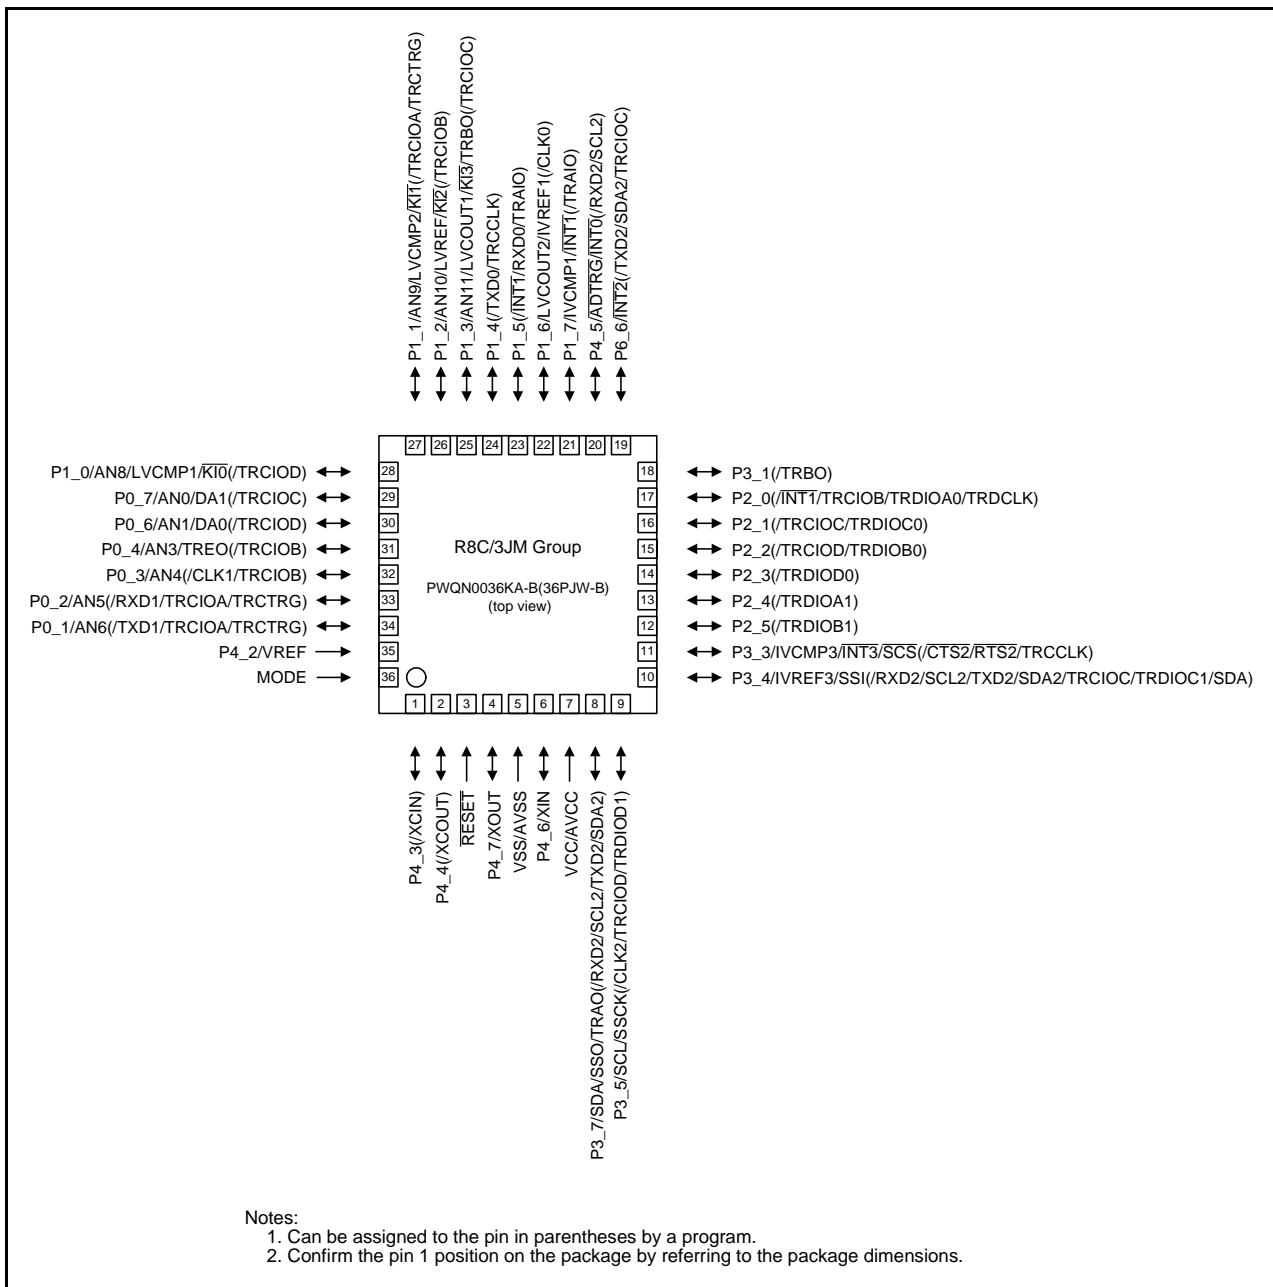 P1_1/AN9/LVCMP2/KI1(/TRCIOA/TRCTRG)
P1_2/AN10/LVREF/KI2(/TRCIOB)
P1_3/AN11/LVCOUT1/KI3/TRBO(/TRCIOC)
P1_4(/TXD0/TRCCLK)
P1_5(/INT1/RXD0/TRAIO)
P1_6/LVCOUT2/IVREF1(/CLK0)
P1_7/IVCMP1/INT1(/TRAIO)
P4_5/ADTRG/INT0(/RXD2/SCL2)
P6_6/INT2(/TXD2/SDA2/TRCIOC)
27 26 25 24 23 22 21 20 19
P1_0/AN8/LVCMP1/KI0(/TRCIOD) 28
P0_7/AN0/DA1(/TRCIOC) 29
P0_6/AN1/DA0(/TRCIOD) 30
P0_4/AN3/TREO(/TRCIOB) 31
P0_3/AN4(/CLK1/TRCIOB) 32
P0_2/AN5(/RXD1/TRCIOA/TRCTRG) 33
P0_1/AN6(/TXD1/TRCIOA/TRCTRG) 34
P4_2/VREF 35
MODE 36
R8C/3JM Group
PWQN0036KA-B(36PJW-B)
(top view)
18 P3_1(/TRBO)
17 P2_0(/INT1/TRCIOB/TRDIOA0/TRDCLK)
16 P2_1(/TRCIOC/TRDIOC0)
15 P2_2(/TRCIOD/TRDIOB0)
14 P2_3(/TRDIOD0)
13 P2_4(/TRDIOA1)
12 P2_5(/TRDIOB1)
11 P3_3/IVCMP3/INT3/SCS(/CTS2/RTS2/TRCCLK)
10 P3_4/IVREF3/SSI(/RXD2/SCL2/TXD2/SDA2/TRCIOC/TRDIOC1/SDA)
1 2 3 4 5 6 7 8 9
P4_3(/XCIN)
P4_4(/XCOUT)
RESET
P4_7/XOUT
VSS/AVSS
P4_6/XIN
VCC/AVCC
P3_7/SDA/SSO/TRAO(/RXD2/SCL2/TXD2/SDA2)
P3_5/SCL/SSCK(/CLK2/TRCIOD/TRDIOD1)
Notes:
1. Can be assigned to the pin in parentheses by a program.
2. Confirm the pin 1 position on the package by referring to the package dimensions.